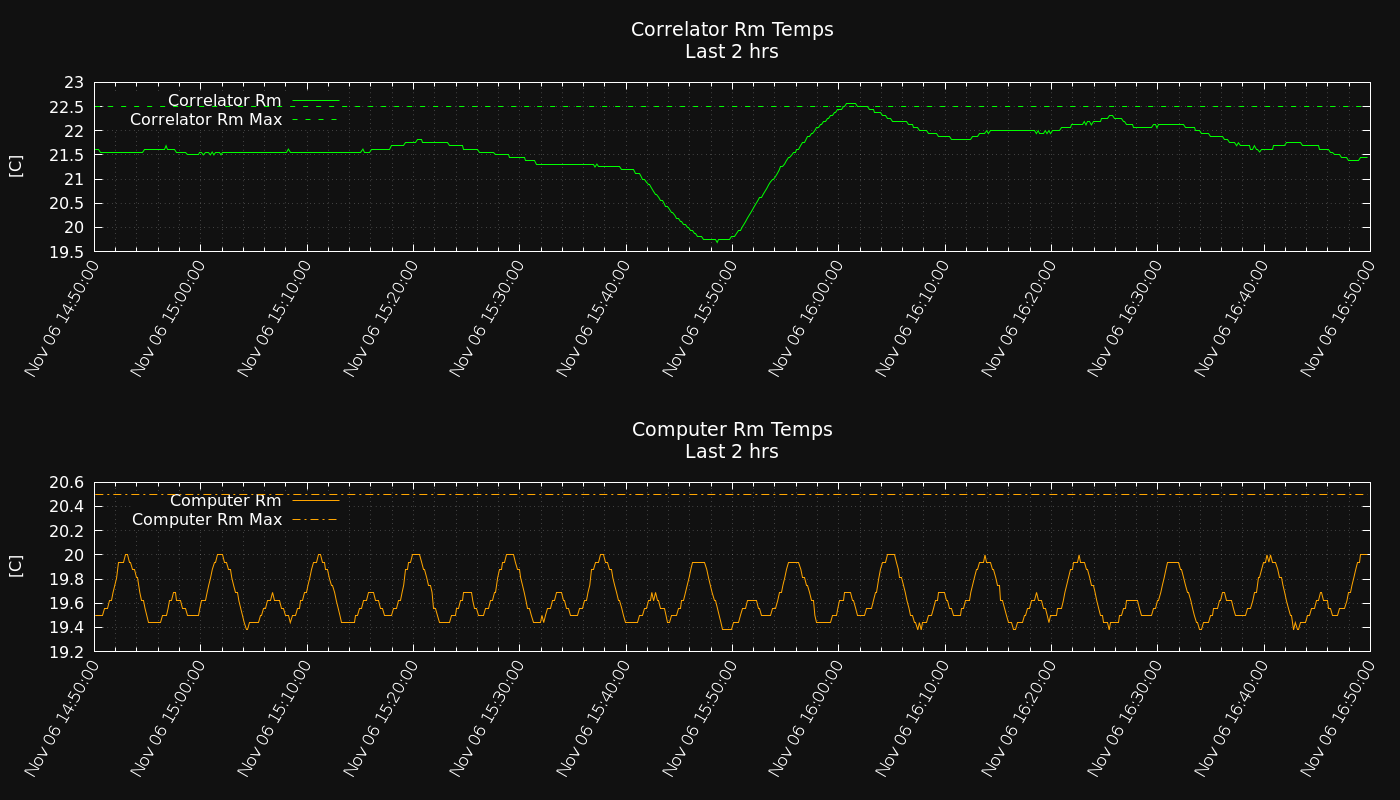 Correlator Rm Temps
Last 2 hrs
[C]
23
22.5
22
21.5
21
20.5
20
19.5
Correlator Rm
Correlator Rm Max
Nov 06 14:50:00
Nov 06 15:00:00
Nov 06 15:10:00
Nov 06 15:20:00
Nov 06 15:30:00
Nov 06 15:40:00
Nov 06 15:50:00
Nov 06 16:00:00
Nov 06 16:10:00
Nov 06 16:20:00
Nov 06 16:30:00
Nov 06 16:40:00
Nov 06 16:50:00
Computer Rm Temps
Last 2 hrs
[C]
20.6
20.4
20.2
20
19.8
19.6
19.4
19.2
Computer Rm
Computer Rm Max
Nov 06 14:50:00
Nov 06 15:00:00
Nov 06 15:10:00
Nov 06 15:20:00
Nov 06 15:30:00
Nov 06 15:40:00
Nov 06 15:50:00
Nov 06 16:00:00
Nov 06 16:10:00
Nov 06 16:20:00
Nov 06 16:30:00
Nov 06 16:40:00
Nov 06 16:50:00